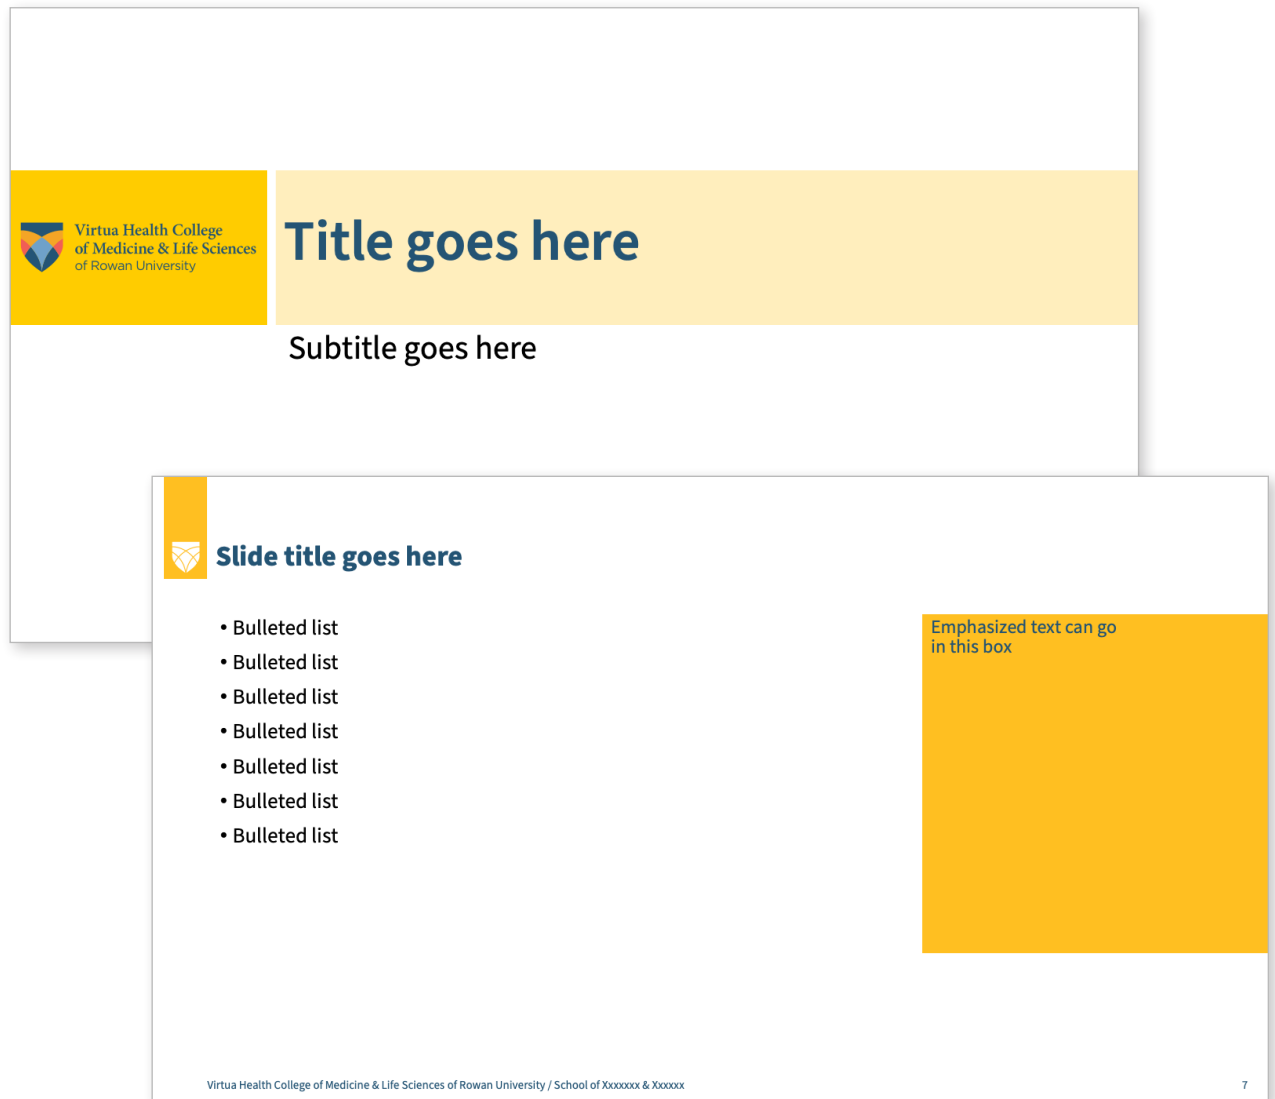 Virtua Health College
of Medicine & Life Sciences
of Rowan University
Title goes here
Subtitle goes here
Slide title goes here
• Bulleted list
• Bulleted list
• Bulleted list
• Bulleted list
• Bulleted list
• Bulleted list
• Bulleted list
Emphasized text can go
in this box
Virtua Health College of Medicine & Life Sciences of Rowan University / School of Xxxxxxx & Xxxxxx
7